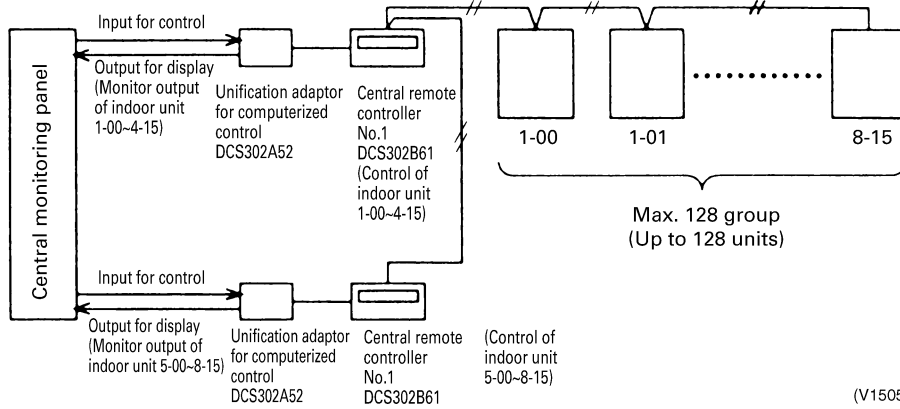 Input for control
Output for display
(Monitor output
of indoor unit
1-00~4-15)
Central monitoring panel
Unification adaptor
for computerized
control
DCS302A52
Central remote
controller
No.1
DCS302B61
(Control of
indoor unit
1-00~4-15)
1-00
1-01
8-15
Max. 128 group
(Up to 128 units)
Input for control
Output for display
(Monitor output of
indoor unit 5-00~8-15)
Unification adaptor
for computerized
control
DCS302A52
Central remote
controller
No.1
DCS302B61
(Control of
indoor unit
5-00~8-15)
(V1505